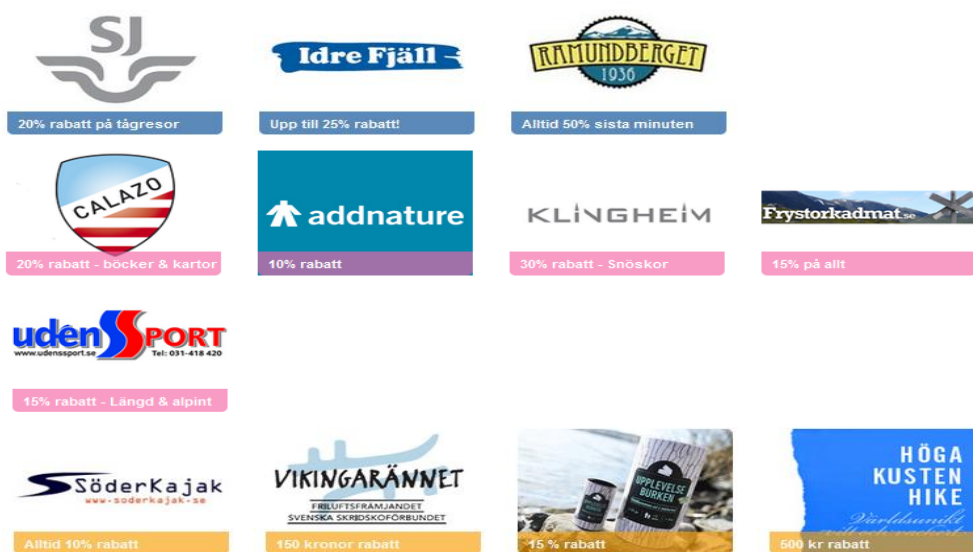 SJ
20% rabatt på tågresor
Idre Fjäll
Upp till 25% rabatt!
RAMUNDBERGET
1936
Alltid 50% sista minuten
CALAZO
20% rabatt - böcker & kartor
addnature
10% rabatt
KLINGHEIM
30% rabatt - Snöskor
Frystorkadmat.se
15% på allt
udénSSPORT
www.udenssport.se Tel: 031-418 420
15% rabatt - Längd & alpint
SöderKajak
www.soderkajak.se
Alltid 10% rabatt
VIKINGARÄNNET
FRILUFTSFRÄMJANDET
SVENSKA SKRIDSKOFÖRBUNDET
150 kronor rabatt
UPPLEVELSE
BURKEN
15 % rabatt
HÖGA
KUSTEN
HIKE
Världsunikt
500 kr rabatt